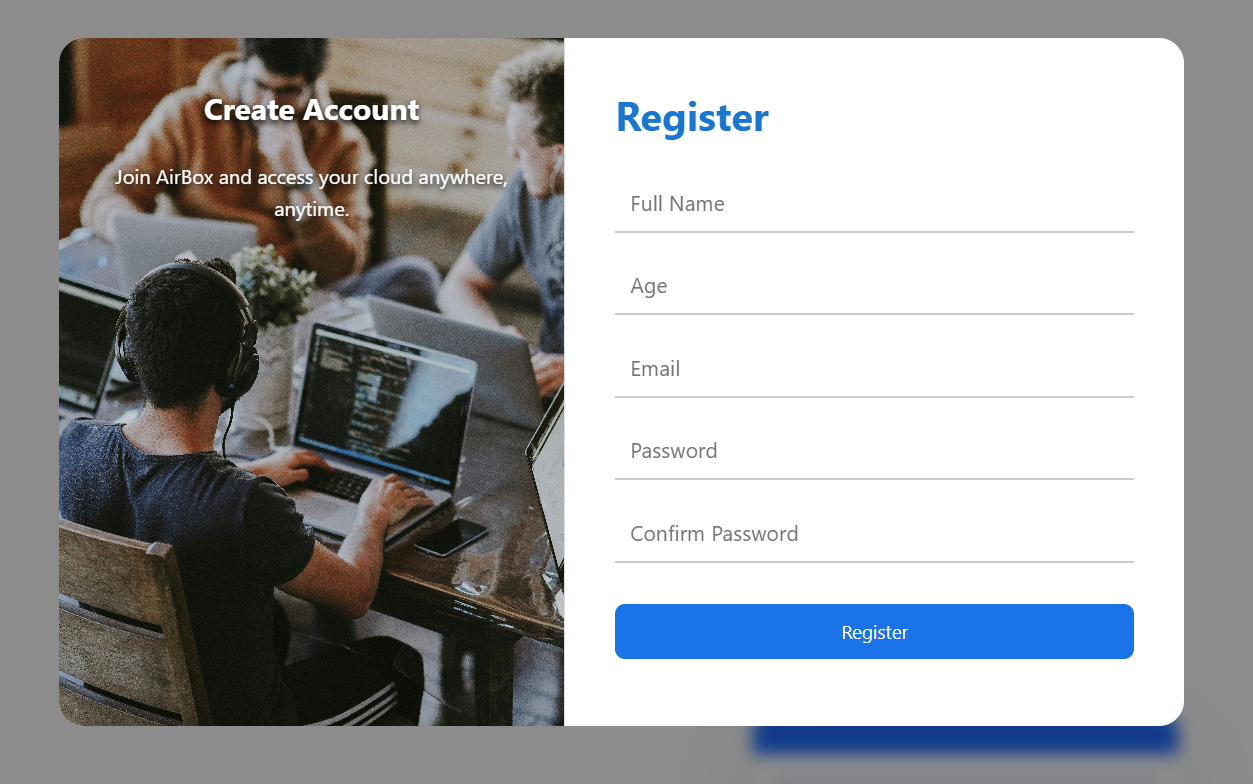 Create Account
Join AirBox and access your cloud anywhere,
anytime.
Register
Full Name
Age
Email
Password
Confirm Password
Register